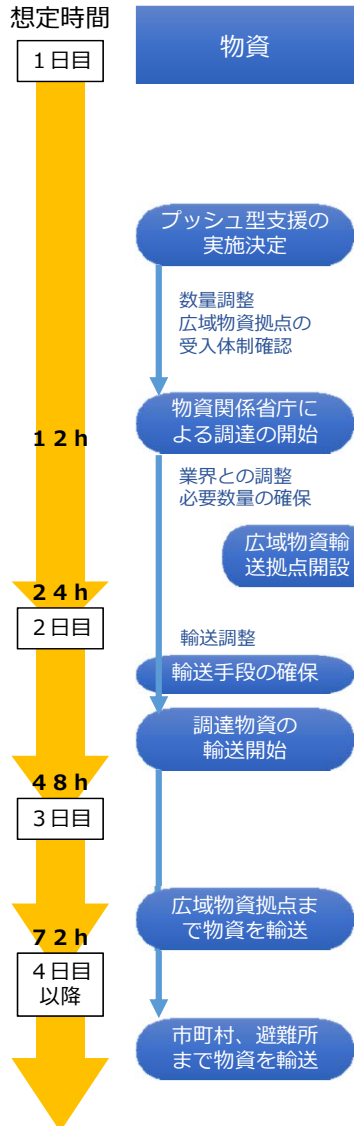 想定時間
物資
1日目
プッシュ型支援の
実施決定
数量調整
広域物資拠点の
受入体制確認
物資関係省庁に
よる調達の開始
12h
業界との調整
必要数量の確保
広域物資輸
送拠点開設
24h
2日目
輸送調整
輸送手段の確保
調達物資の
輸送開始
48h
3日目
広域物資拠点ま
で物資を輸送
72h
4日目
以降
市町村、避難所
まで物資を輸送